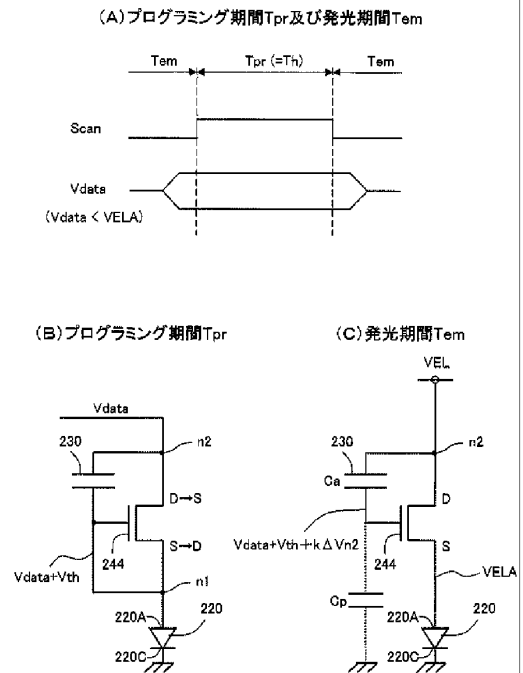 (A)プログラミング期間Tpr及び発光期間Tem
Tem
Tpr(=Th)
Tem
Scan
Vdata
(Vdata < VELA)
(B)プログラミング期間Tpr
Vdata
230
n2
D→S
S→D
244
Vdata+Vth
n1
220A
220
220C
(C)発光期間Tem
230
n2
Ca
D
Vdata+Vth+kΔVn2
244
S
VELA
Cp
220A
220
220C